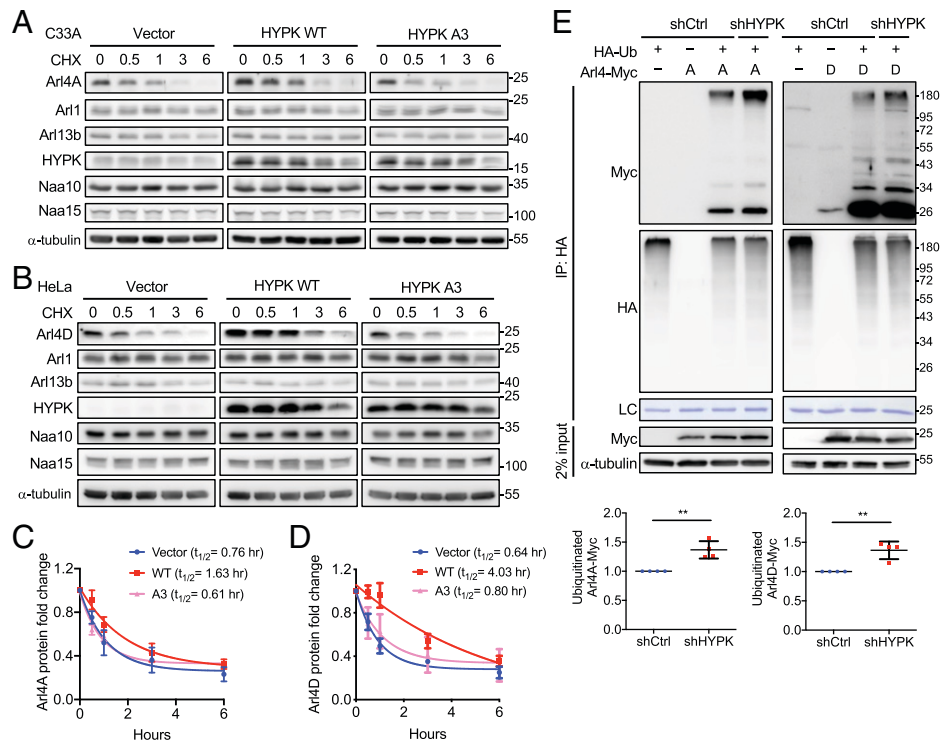 A
C33A
Vector
HYPK WT
HYPK A3
CHX
0 0.5 1 3 6 0 0.5 1 3 6 0 0.5 1 3 6
Arl4A
25
Arl1
25
Arl13b
40
HYPK
15
Naa10
35
Naa15
100
α-tubulin
55
B
HeLa
Vector
HYPK WT
HYPK A3
CHX
0 0.5 1 3 6 0 0.5 1 3 6 0 0.5 1 3 6
Arl4D
25
Arl1
25
Arl13b
40
HYPK
25
15
Naa10
35
Naa15
100
α-tubulin
55
C
Arl4A protein fold change
Vector (t1/2= 0.76 hr)
WT (t1/2= 1.63 hr)
A3 (t1/2= 0.61 hr)
1.2
0.9
0.6
0.3
0.0
0 2 4 6
Hours
D
Arl4D protein fold change
Vector (t1/2= 0.64 hr)
WT (t1/2= 4.03 hr)
A3 (t1/2= 0.80 hr)
1.2
0.8
0.4
0.0
0 2 4 6
Hours
E
shCtrl shHYPK shCtrl shHYPK
HA-Ub + – + + + – + +
Arl4-Myc – A A A – D D D
IP: HA
Myc
180
95
72
55
43
34
26
HA
180
95
72
55
43
34
26
LC
2% input
Myc
25
α-tubulin
55
Ubiquitinated
Arl4A-Myc
2.0
1.5
1.0
0.5
0.0
**
shCtrl shHYPK
Ubiquitinated
Arl4D-Myc
2.0
1.5
1.0
0.5
0.0
**
shCtrl shHYPK